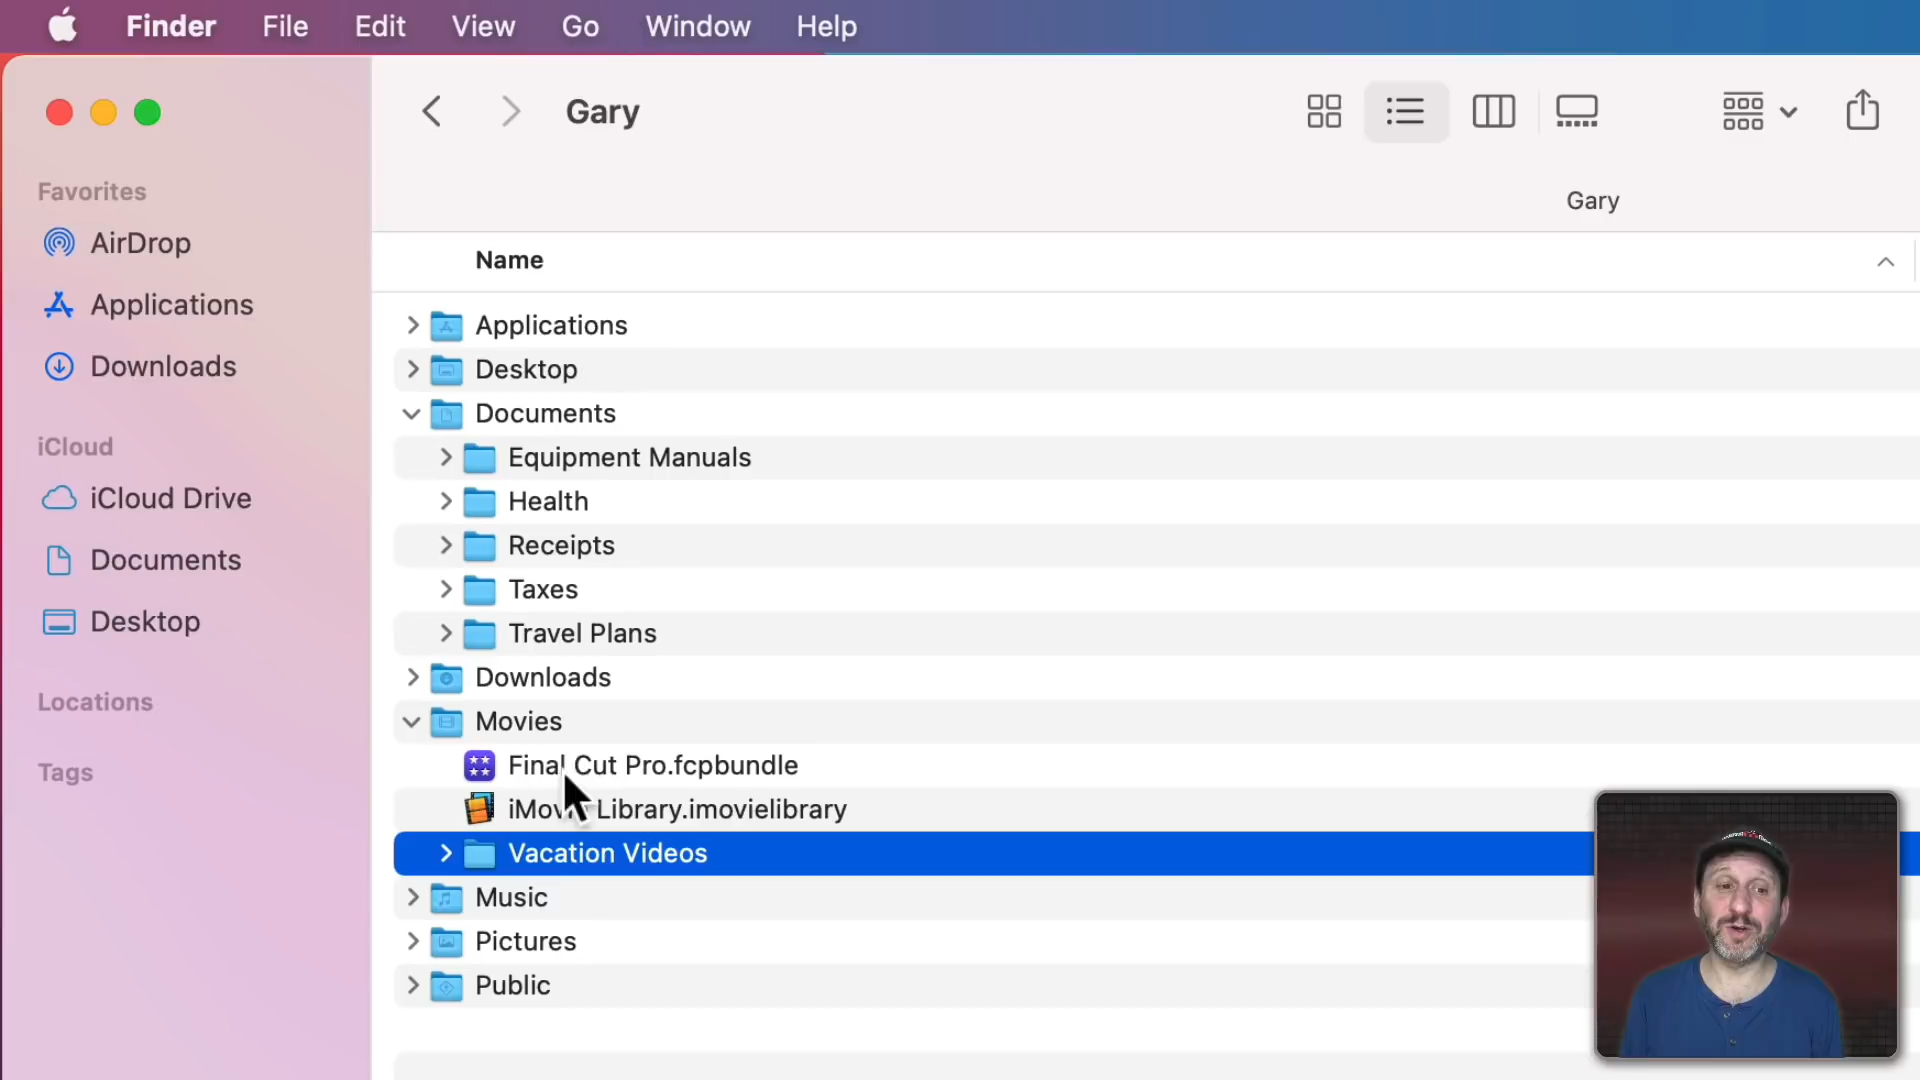 Finder File Edit View Go Window Help
Gary
Favorites
AirDrop
Applications
Downloads
iCloud
iCloud Drive
Documents
Desktop
Locations
Tags
Gary
Name
Applications
Desktop
Documents
Equipment Manuals
Health
Receipts
Taxes
Travel Plans
Downloads
Movies
Final Cut Pro.fcpbundle
iMovie Library.imovielibrary
Vacation Videos
Music
Pictures
Public